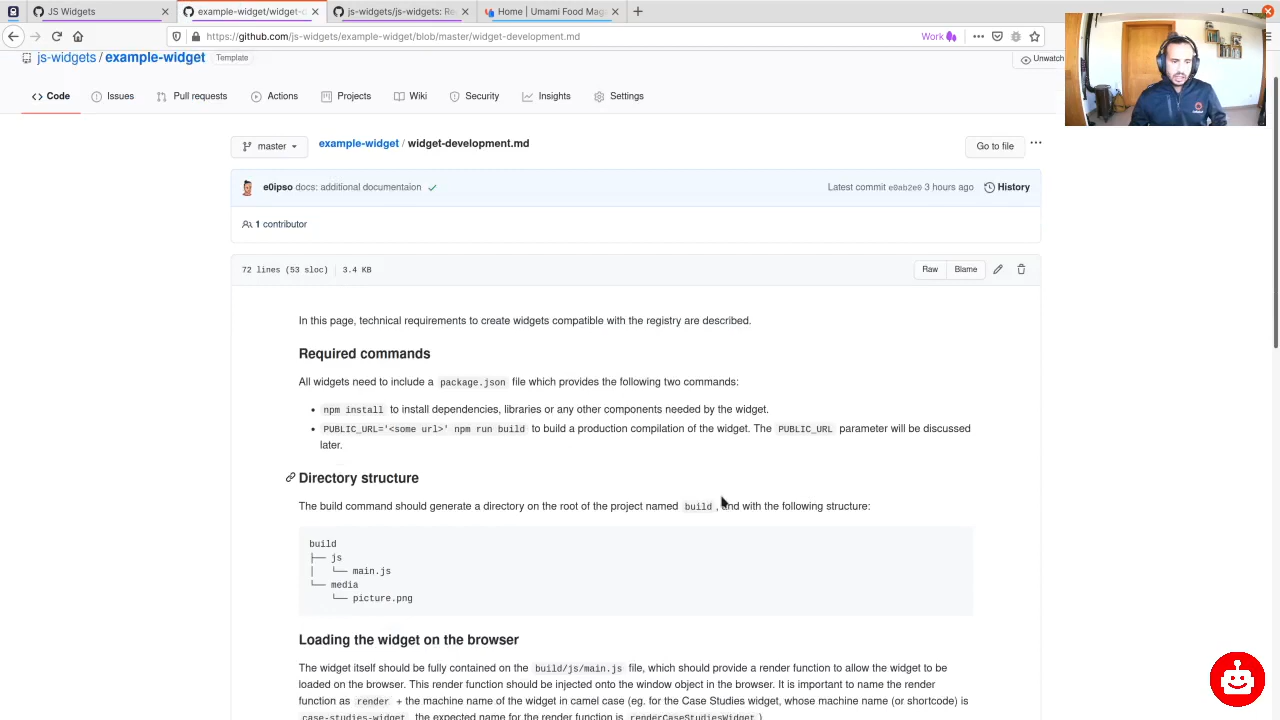 JS Widgets
example-widget/widget-d
js-widgets/js-widgets: Re
Home | Umami Food Mag
https://github.com/js-widgets/example-widget/blob/master/widget-development.md
Work
js-widgets / example-widget Template
Unwatch
Code Issues Pull requests Actions Projects Wiki Security Insights Settings
master example-widget / widget-development.md Go to file
e0ipso docs: additional documentaion Latest commit e0ab2e0 3 hours ago History
1 contributor
72 lines (53 sloc) 3.4 KB Raw Blame
In this page, technical requirements to create widgets compatible with the registry are described.
Required commands
All widgets need to include a package.json file which provides the following two commands:
• npm install to install dependencies, libraries or any other components needed by the widget.
• PUBLIC_URL='<some url>' npm run build to build a production compilation of the widget. The PUBLIC_URL parameter will be discussed
later.
Directory structure
The build command should generate a directory on the root of the project named build, and with the following structure:
build
├── js
│   └── main.js
└── media
    └── picture.png
Loading the widget on the browser
The widget itself should be fully contained on the build/js/main.js file, which should provide a render function to allow the widget to be
loaded on the browser. This render function should be injected onto the window object in the browser. It is important to name the render
function as render + the machine name of the widget in camel case (eg. for the Case Studies widget, whose machine name (or shortcode) is
case-studies-widget, the expected name for the render function is renderCaseStudiesWidget)